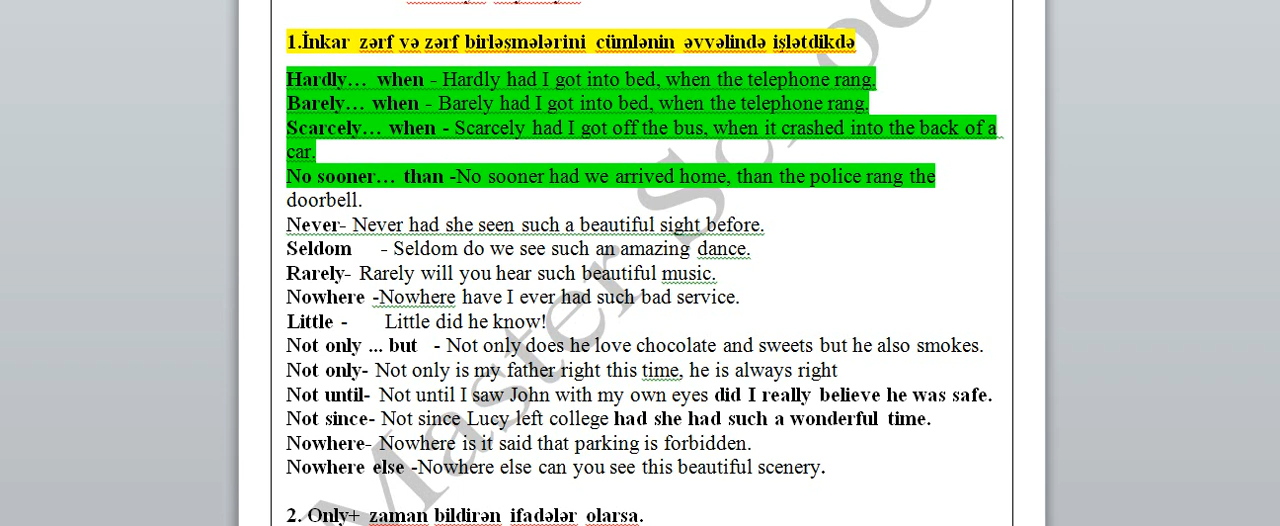 1.İnkar zərf və zərf birləşmələrini cümlənin əvvəlində işlətdikdə
Hardly… when - Hardly had I got into bed, when the telephone rang.
Barely… when - Barely had I got into bed, when the telephone rang.
Scarcely… when - Scarcely had I got off the bus, when it crashed into the back of a
car.
No sooner… than -No sooner had we arrived home, than the police rang the
doorbell.
Never- Never had she seen such a beautiful sight before.
Seldom - Seldom do we see such an amazing dance.
Rarely- Rarely will you hear such beautiful music.
Nowhere -Nowhere have I ever had such bad service.
Little - Little did he know!
Not only ... but - Not only does he love chocolate and sweets but he also smokes.
Not only- Not only is my father right this time, he is always right
Not until- Not until I saw John with my own eyes did I really believe he was safe.
Not since- Not since Lucy left college had she had such a wonderful time.
Nowhere- Nowhere is it said that parking is forbidden.
Nowhere else -Nowhere else can you see this beautiful scenery.
2. Only+ zaman bildirən ifadələr olarsa.
Master